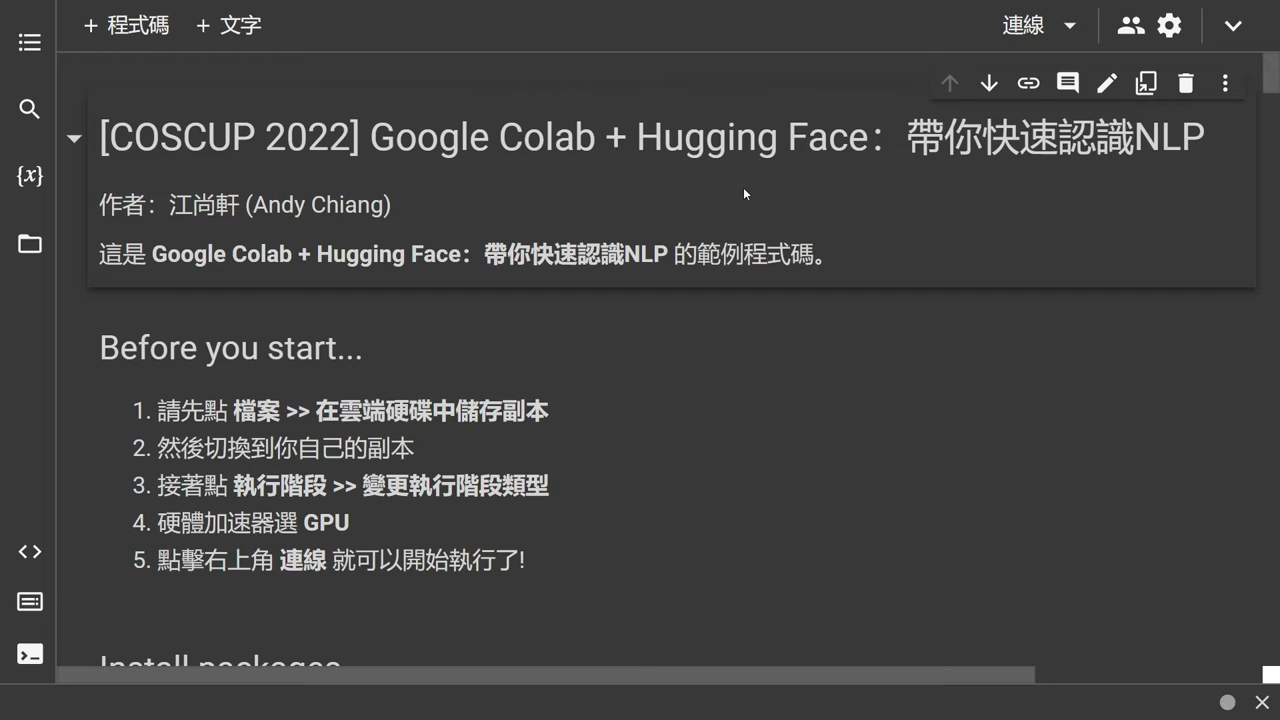 + 程式碼 + 文字 連線
{x}
[COSCUP 2022] Google Colab + Hugging Face：帶你快速認識NLP
作者：江尚軒 (Andy Chiang)
這是 Google Colab + Hugging Face：帶你快速認識NLP 的範例程式碼。
Before you start...
1. 請先點 檔案 >> 在雲端硬碟中儲存副本
2. 然後切換到你自己的副本
3. 接著點 執行階段 >> 變更執行階段類型
4. 硬體加速器選 GPU
5. 點擊右上角 連線 就可以開始執行了!
Install packages